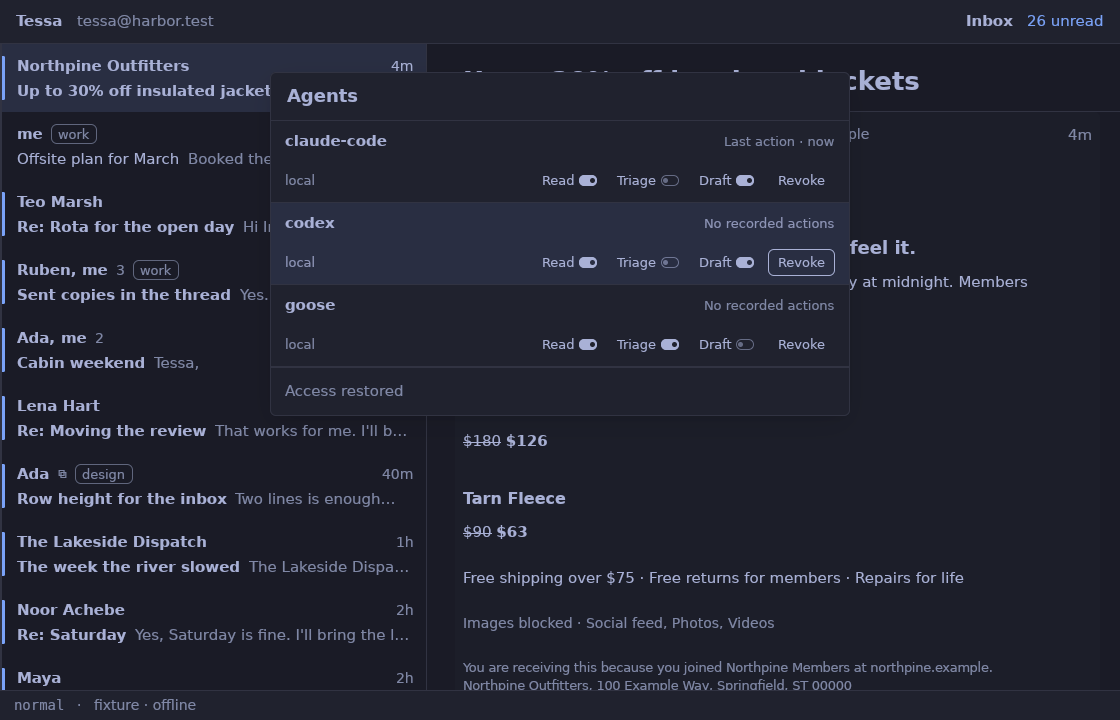 Tessa tessa@harbor.test Inbox 26 unread
Northpine Outfitters 4m
Up to 30% off insulated jacket
me work
Offsite plan for March Booked the
Teo Marsh
Re: Rota for the open day Hi
Ruben, me 3 work
Sent copies in the thread Yes.
Ada, me 2
Cabin weekend Tessa,
Lena Hart
Re: Moving the review That works for me. I'll b…
Ada design 40m
Row height for the inbox Two lines is enough…
The Lakeside Dispatch 1h
The week the river slowed The Lakeside Dispa…
Noor Achebe 2h
Re: Saturday Yes, Saturday is fine. I'll bring the l…
Maya 2h
Agents
claude-code Last action · now
local Read Triage Draft Revoke
codex No recorded actions
local Read Triage Draft Revoke
goose No recorded actions
local Read Triage Draft Revoke
Access restored
ckets
ple 4m
feel it.
y at midnight. Members
$180 $126
Tarn Fleece
$90 $63
Free shipping over $75 · Free returns for members · Repairs for life
Images blocked · Social feed, Photos, Videos
You are receiving this because you joined Northpine Members at northpine.example.
Northpine Outfitters, 100 Example Way, Springfield, ST 00000
normal · fixture · offline